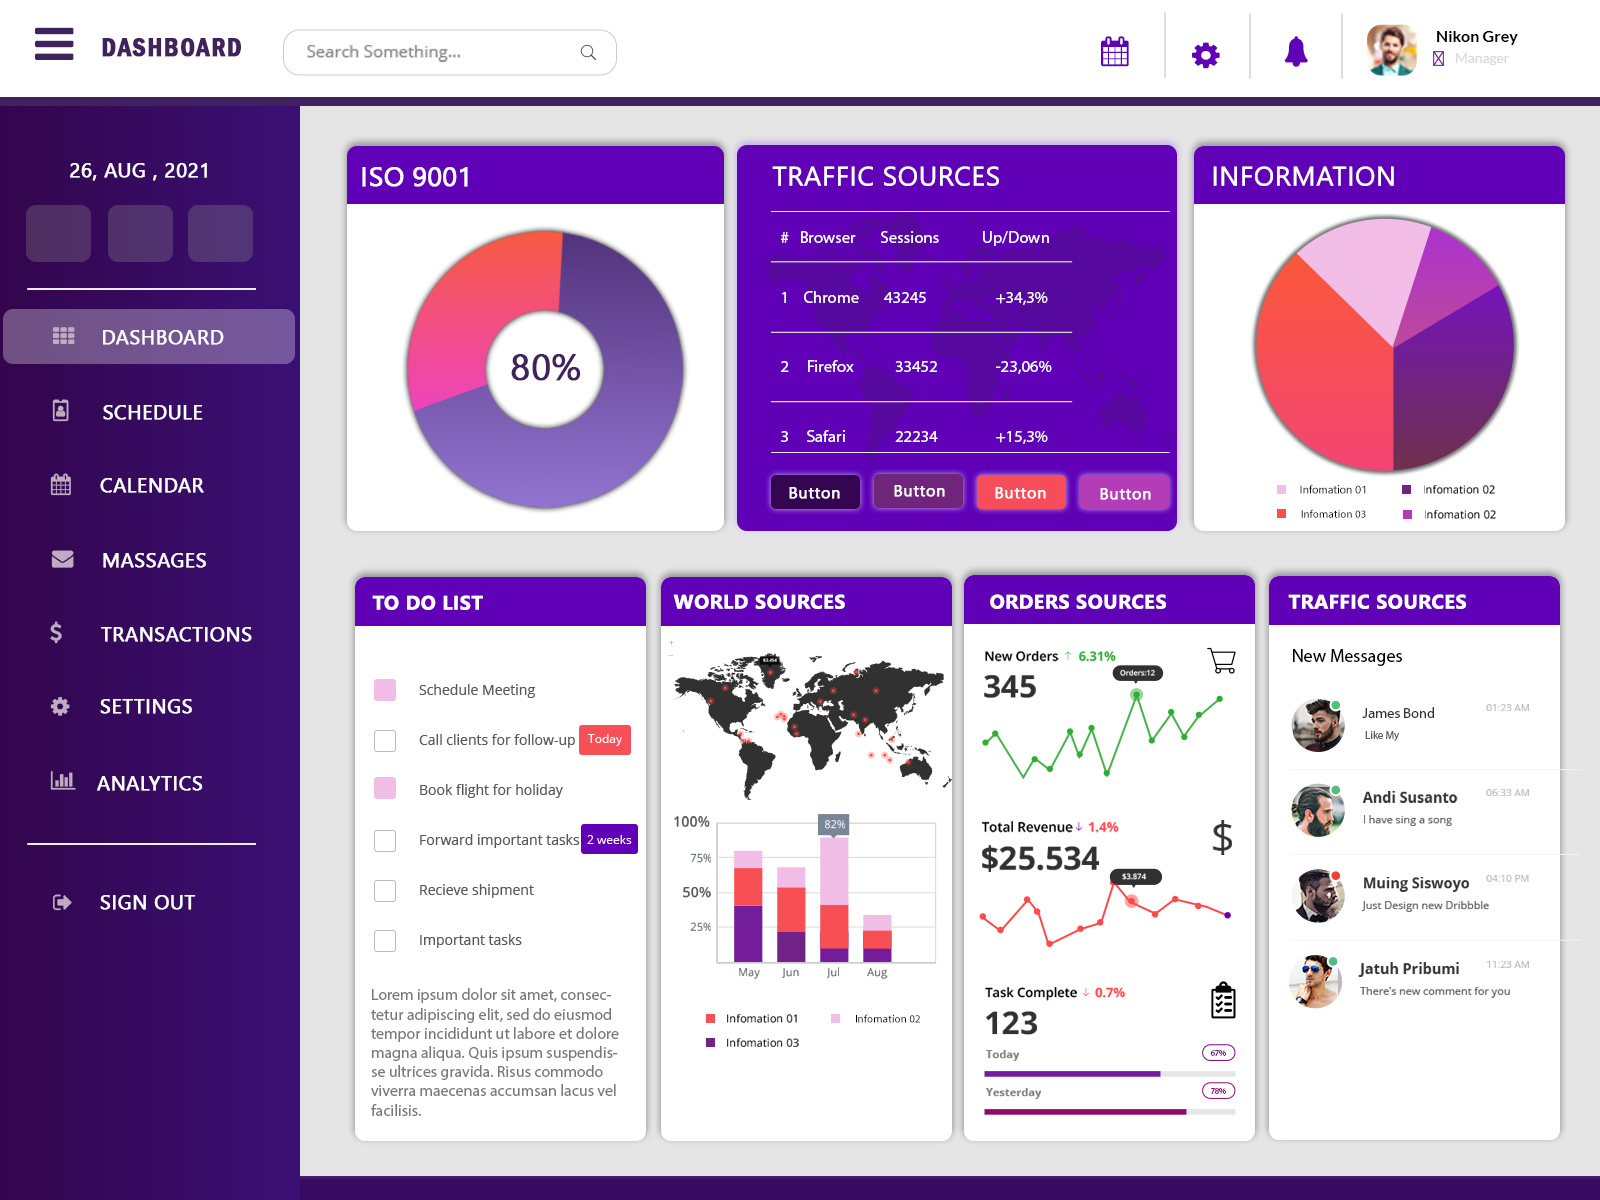 DASHBOARD
Search Something...
Nikon Grey
Manager
26, AUG , 2021
DASHBOARD
SCHEDULE
CALENDAR
MASSAGES
TRANSACTIONS
SETTINGS
ANALYTICS
SIGN OUT
ISO 9001
80%
TRAFFIC SOURCES
# Browser Sessions Up/Down
1 Chrome 43245 +34,3%
2 Firefox 33452 -23,06%
3 Safari 22234 +15,3%
Button Button Button Button
INFORMATION
Infomation 01 Infomation 02
Infomation 03 Infomation 02
TO DO LIST
Schedule Meeting
Call clients for follow-up Today
Book flight for holiday
Forward important tasks 2 weeks
Recieve shipment
Important tasks
Lorem ipsum dolor sit amet, consec-
tetur adipiscing elit, sed do eiusmod
tempor incididunt ut labore et dolore
magna aliqua. Quis ipsum suspendis-
se ultrices gravida. Risus commodo
viverra maecenas accumsan lacus vel
facilisis.
WORLD SOURCES
100%
82%
75%
50%
25%
May Jun Jul Aug
Infomation 01 Infomation 02
Infomation 03
ORDERS SOURCES
New Orders ↑ 6.31%
345
Orders:12
Total Revenue ↓ 1.4%
$25.534
$
$3.874
Task Complete ↓ 0.7%
123
Today 67%
Yesterday 78%
TRAFFIC SOURCES
New Messages
James Bond 01:23 AM
Like My
Andi Susanto 06:33 AM
I have sing a song
Muing Siswoyo 04:10 PM
Just Design new Dribbble
Jatuh Pribumi 11:23 AM
There's new comment for you